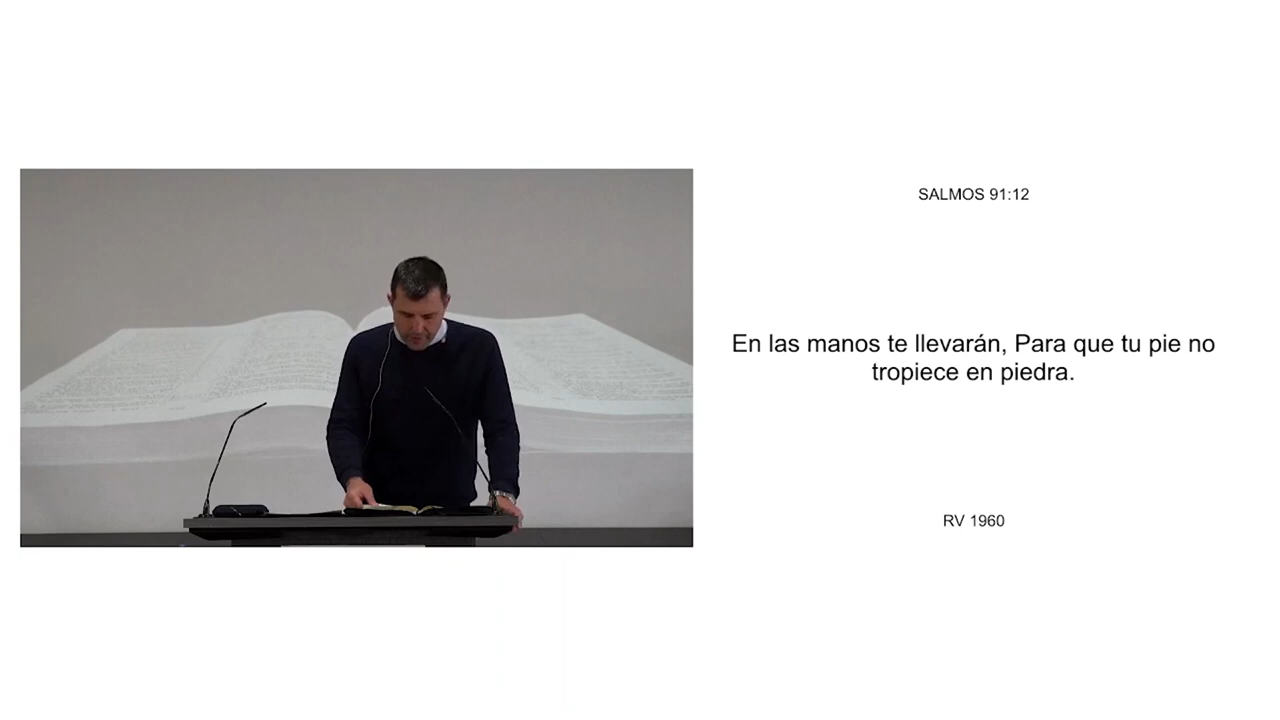 SALMOS 91:12
En las manos te llevarán, Para que tu pie no
tropiece en piedra.
RV 1960